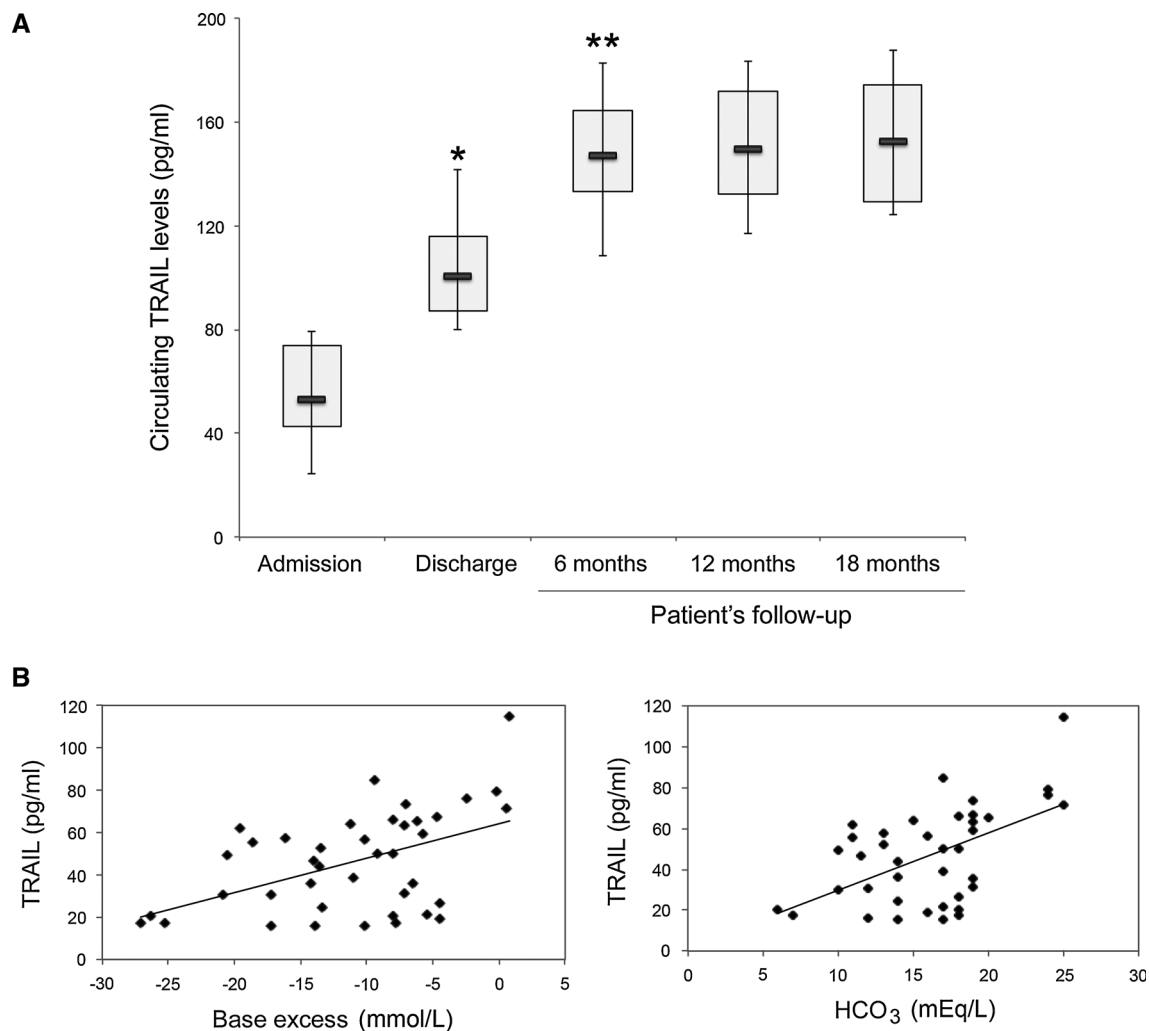 A
Circulating TRAIL levels (pg/ml)
200
160
120
80
40
0
*
**
Admission
Discharge
6 months
12 months
18 months
Patient’s follow-up
B
TRAIL (pg/ml)
120
100
80
60
40
20
0
-30
-25
-20
-15
-10
-5
0
5
Base excess (mmol/L)
TRAIL (pg/ml)
120
100
80
60
40
20
0
0
5
10
15
20
25
30
HCO₃ (mEq/L)